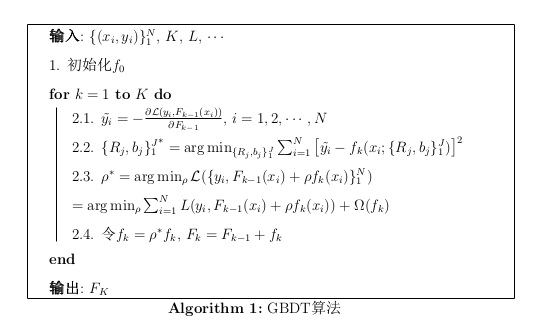 输入: $\{(x_i, y_i)\}_1^N$, $K$, $L$, $\cdots$
1. 初始化$f_0$
for $k = 1$ to $K$ do
2.1. $\tilde{y_i} = -\frac{\partial \mathcal{L}(y_i, F_{k-1}(x_i))}{\partial F_{k-1}}$, $i = 1, 2, \cdots, N$
2.2. $\{R_j, b_j\}_1^{J^*} = \arg\min_{\{R_j, b_j\}_1^J} \sum_{i=1}^N \left[\tilde{y_i} - f_k(x_i; \{R_j, b_j\}_1^J)\right]^2$
2.3. $\rho^* = \arg\min_\rho \mathcal{L}(\{y_i, F_{k-1}(x_i) + \rho f_k(x_i)\}_1^N)$
$= \arg\min_\rho \sum_{i=1}^N L(y_i, F_{k-1}(x_i) + \rho f_k(x_i)) + \Omega(f_k)$
2.4. 令$f_k = \rho^* f_k$, $F_k = F_{k-1} + f_k$
end
输出: $F_K$
Algorithm 1: GBDT算法